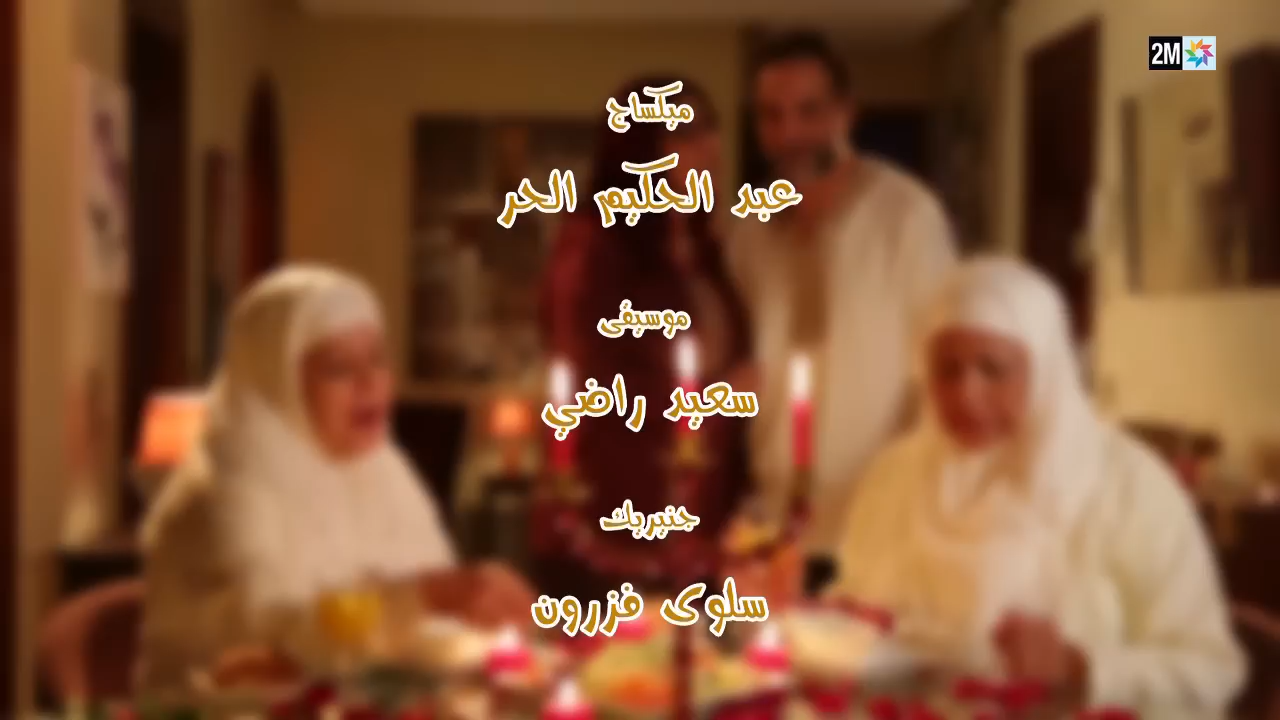 2M
ميكساج
عبد الحكيم الحر
موسيقى
سعيد راضي
جنيريك
سلوى فزرون